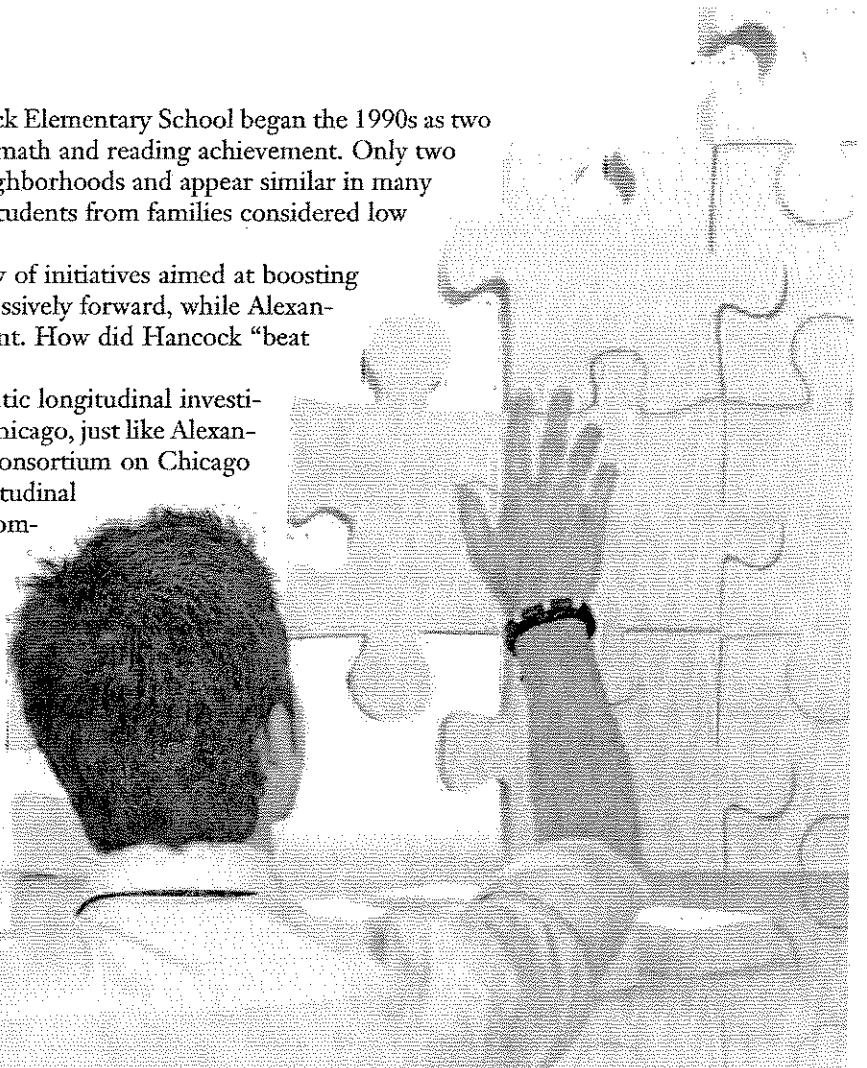 ck Elementary School began the 1990s as two
math and reading achievement. Only two
ghborhoods and appear similar in many
tudents from families considered low
y of initiatives aimed at boosting
ssively forward, while Alexan-
nt. How did Hancock “beat
tic longitudinal investi-
hicago, just like Alexan-
onsortium on Chicago
tudinal
om-